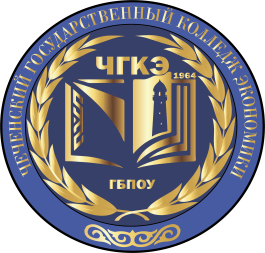 ЧЕЧЕНСКИЙ ГОСУДАРСТВЕННЫЙ КОЛЛЕДЖ ЭКОНОМИКИ
ЧГКЭ
1964
ГБПОУ